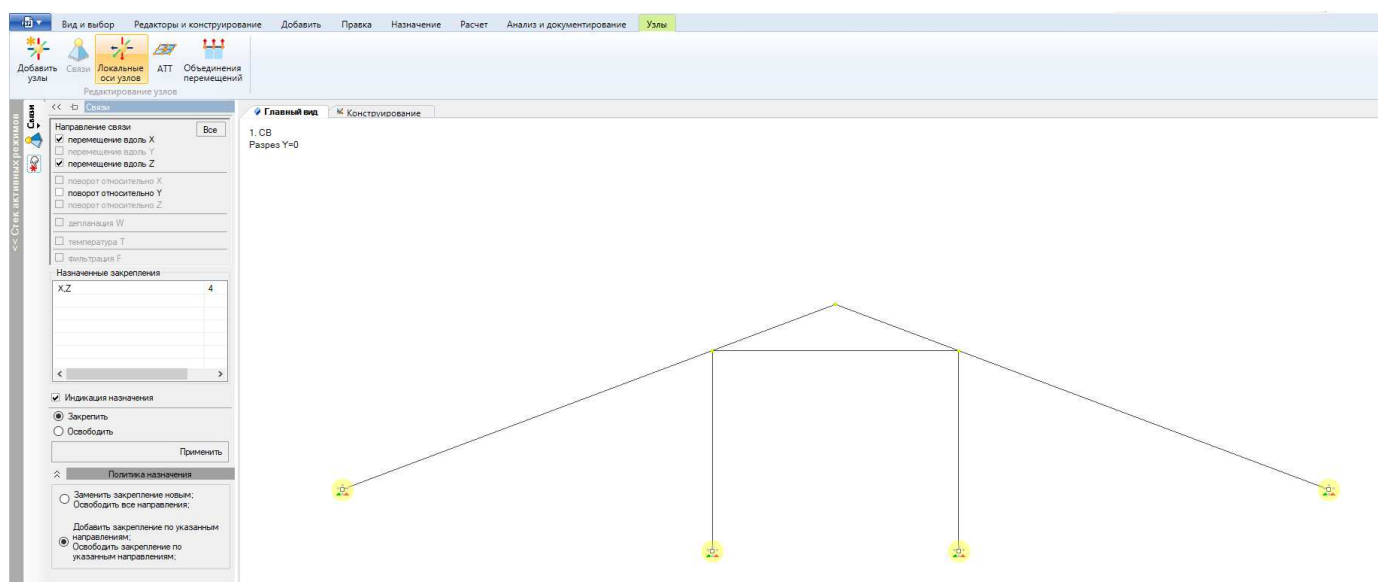 Вид и выбор Редакторы и конструирование Добавить Правка Назначение Расчет Анализ и документирование Узлы
Добавить узлы
Связи
Локальные оси узлов
АТТ
Объединения перемещений
Редактирование узлов
<< Стек активных режимов
Связи
<< Связи
Направление связи
Все
перемещение вдоль X
перемещение вдоль Y
перемещение вдоль Z
поворот относительно X
поворот относительно Y
поворот относительно Z
депланация W
температура T
фильтрация F
Назначенные закрепления
X,Z 4
< >
Индикация назначения
Закрепить
Освободить
Применить
Политика назначения
Заменить закрепление новым;
Освободить все направления;
Добавить закрепление по указанным
направлениям;
Освободить закрепление по
указанным направлениям;
Главный вид Конструирование
1. СВ
Разрез Y=0